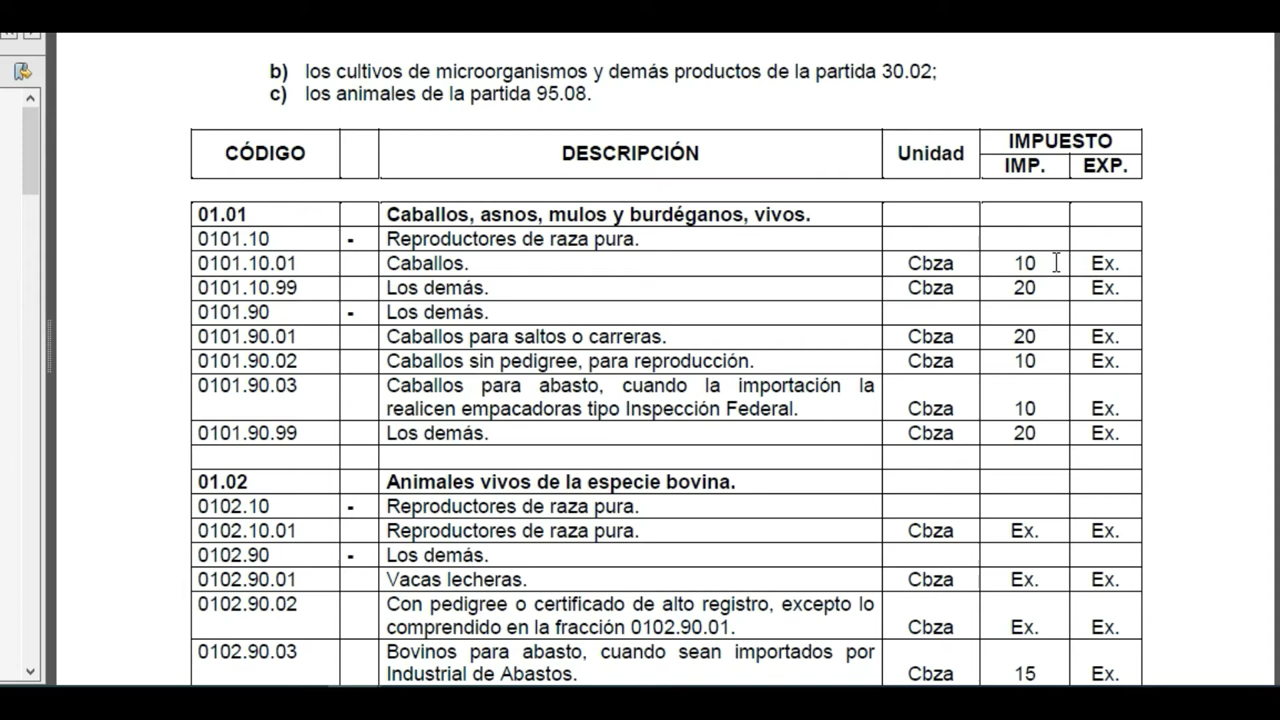 b) los cultivos de microorganismos y demás productos de la partida 30.02;
c) los animales de la partida 95.08.
CÓDIGO DESCRIPCIÓN Unidad IMPUESTO
IMP. EXP.
01.01 Caballos, asnos, mulos y burdéganos, vivos.
0101.10 - Reproductores de raza pura.
0101.10.01 Caballos. Cbza 10 Ex.
0101.10.99 Los demás. Cbza 20 Ex.
0101.90 - Los demás.
0101.90.01 Caballos para saltos o carreras. Cbza 20 Ex.
0101.90.02 Caballos sin pedigree, para reproducción. Cbza 10 Ex.
0101.90.03 Caballos para abasto, cuando la importación la
realicen empacadoras tipo Inspección Federal. Cbza 10 Ex.
0101.90.99 Los demás. Cbza 20 Ex.
01.02 Animales vivos de la especie bovina.
0102.10 - Reproductores de raza pura.
0102.10.01 Reproductores de raza pura. Cbza Ex. Ex.
0102.90 - Los demás.
0102.90.01 Vacas lecheras. Cbza Ex. Ex.
0102.90.02 Con pedigree o certificado de alto registro, excepto lo
comprendido en la fracción 0102.90.01. Cbza Ex. Ex.
0102.90.03 Bovinos para abasto, cuando sean importados por
Industrial de Abastos. Cbza 15 Ex.